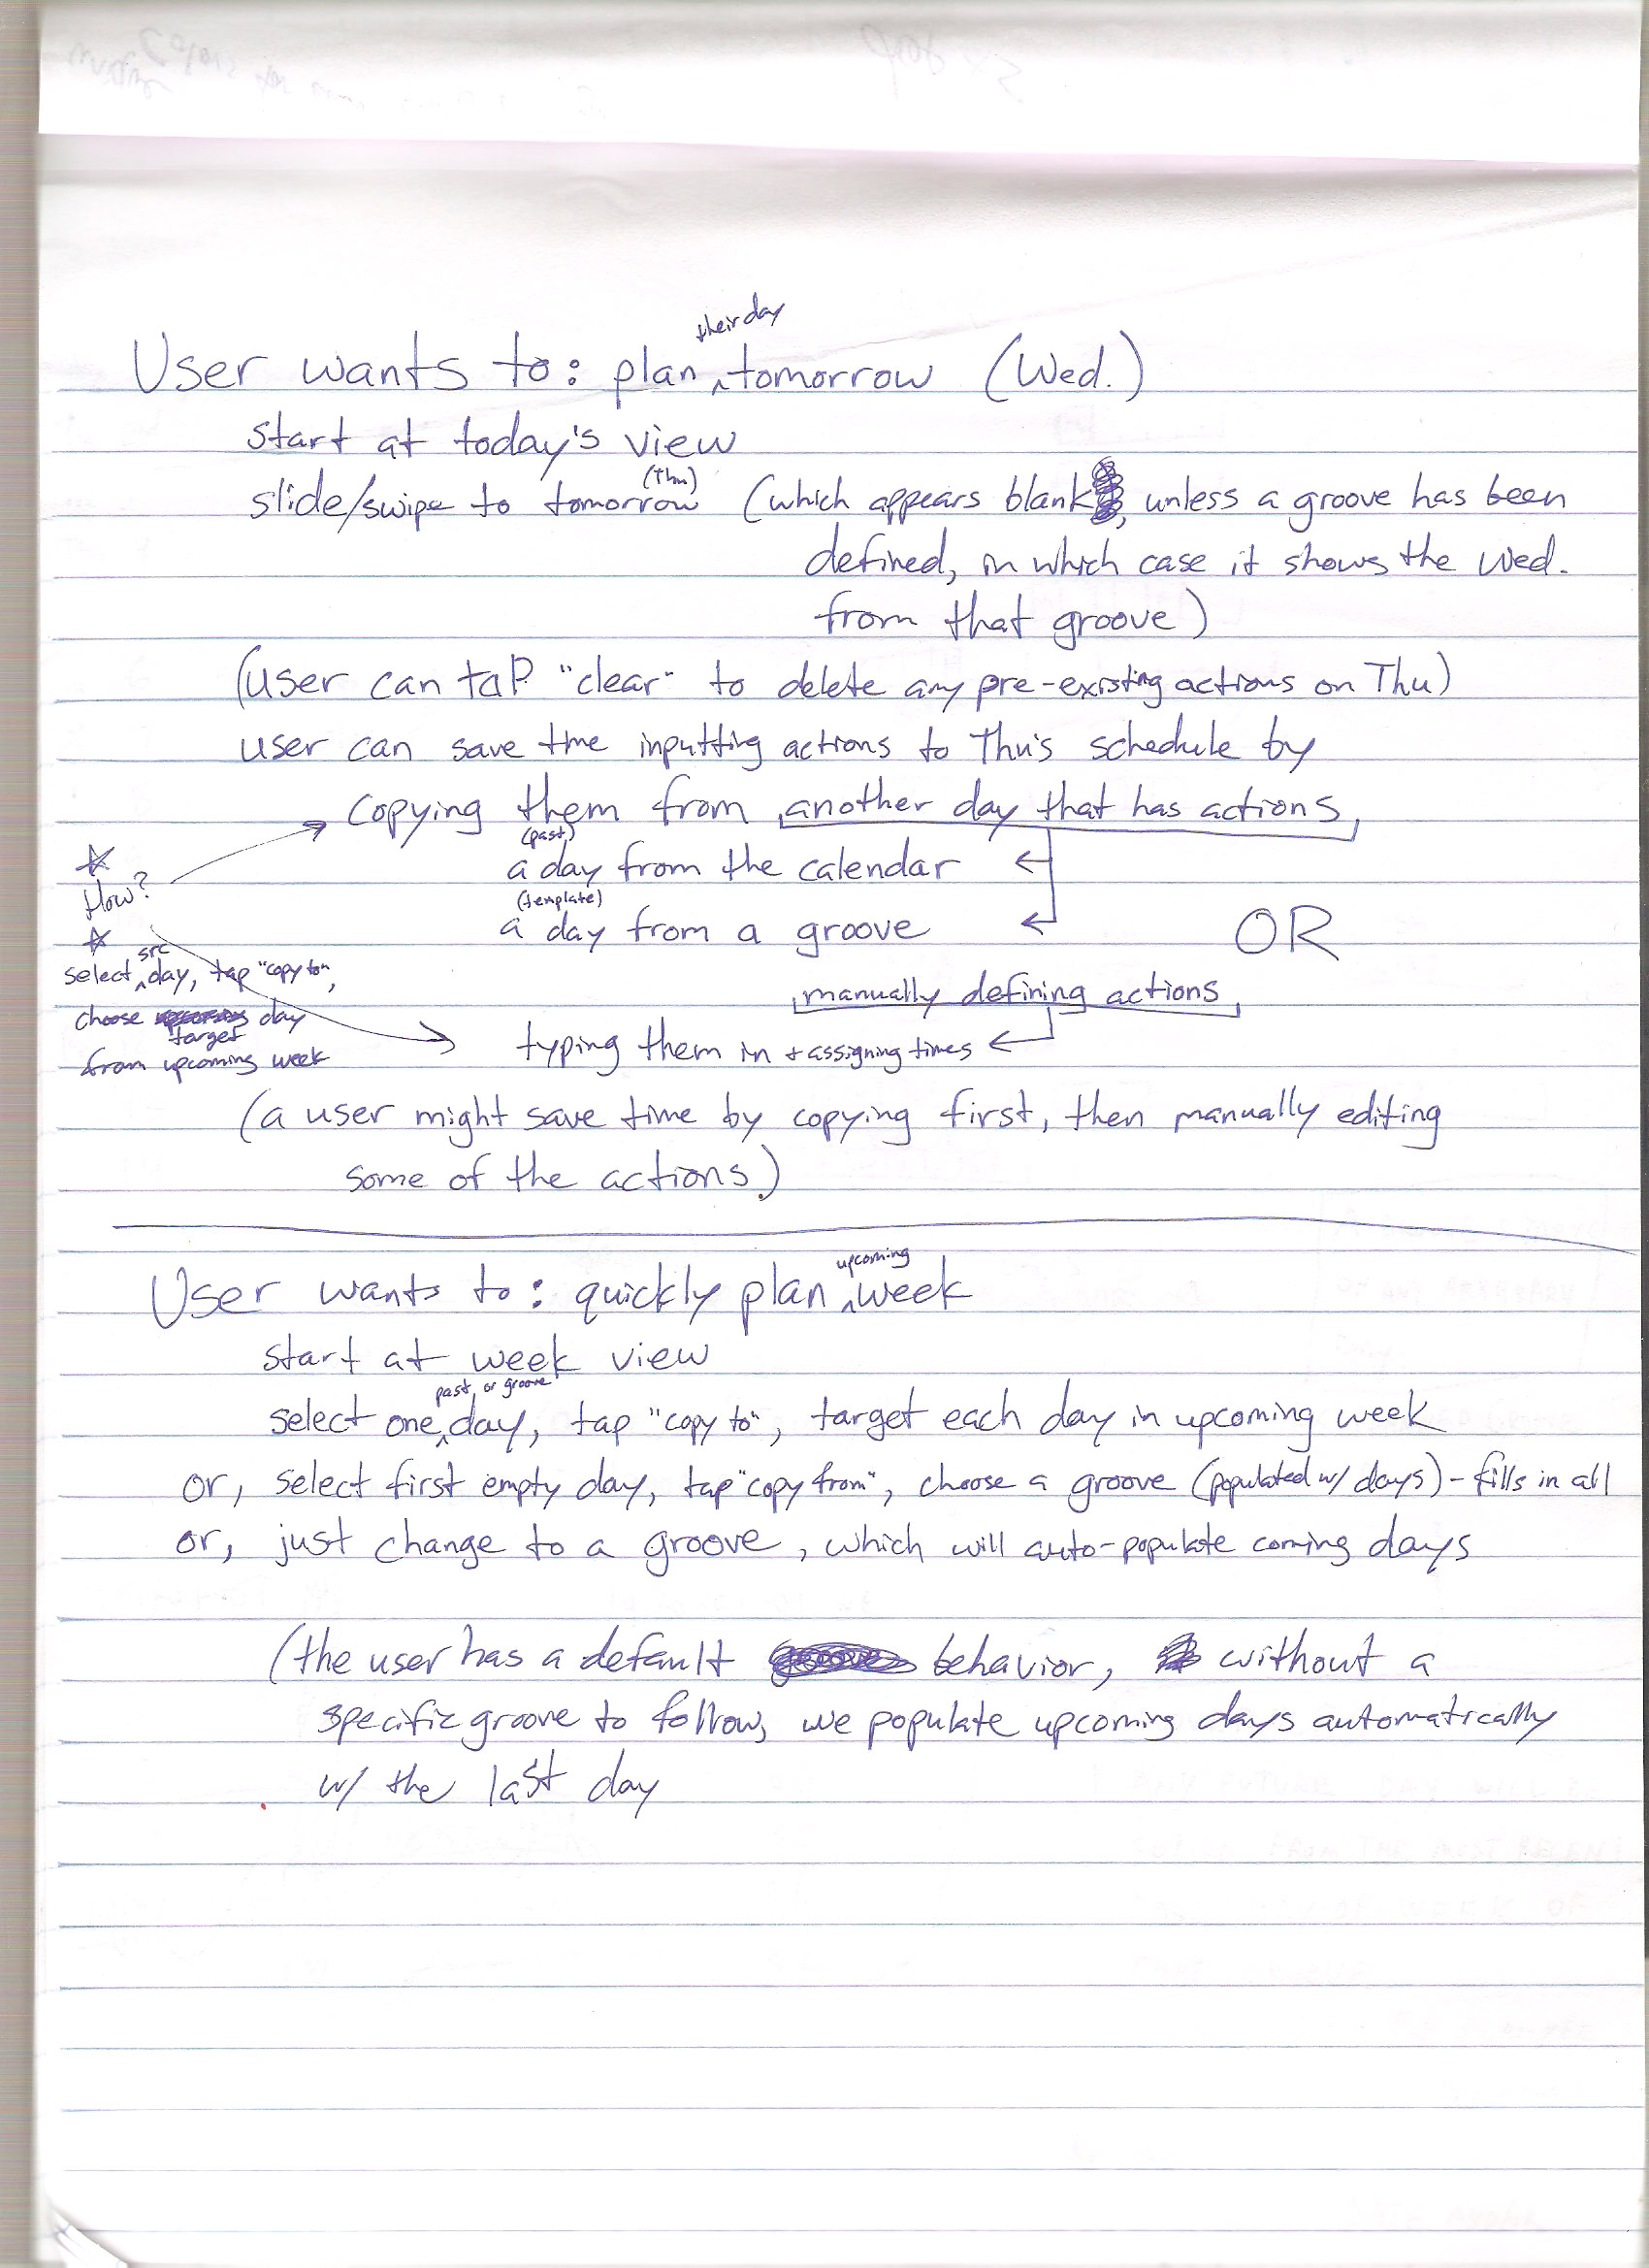 their day
User wants to: plan ^ tomorrow (Wed.)
start at today's view
(Thu)
slide/swipe to tomorrow (which appears blank, unless a groove has been
defined, in which case it shows the Wed.
from that groove)
(user can tap "clear" to delete any pre-existing actions on Thu)
user can save time inputting actions to Thu's schedule by
copying them from another day that has actions,
(past)
a day from the calendar
(template)
a day from a groove
OR
manually defining actions,
typing them in + assigning times
☆
How?
☆
src
select ^ day, tap "copy to",
choose day
target
from upcoming week
(a user might save time by copying first, then manually editing
some of the actions.)
upcoming
User wants to: quickly plan ^ week
start at week view
past, or groove
select one ^ day, tap "copy to", target each day in upcoming week
or, select first empty day, tap "copy from", choose a groove (populated w/ days) - fills in all
or, just change to a groove, which will auto-populate coming days
(the user has a default behavior, without a
specific groove to follow, we populate upcoming days automatically
w/ the last day